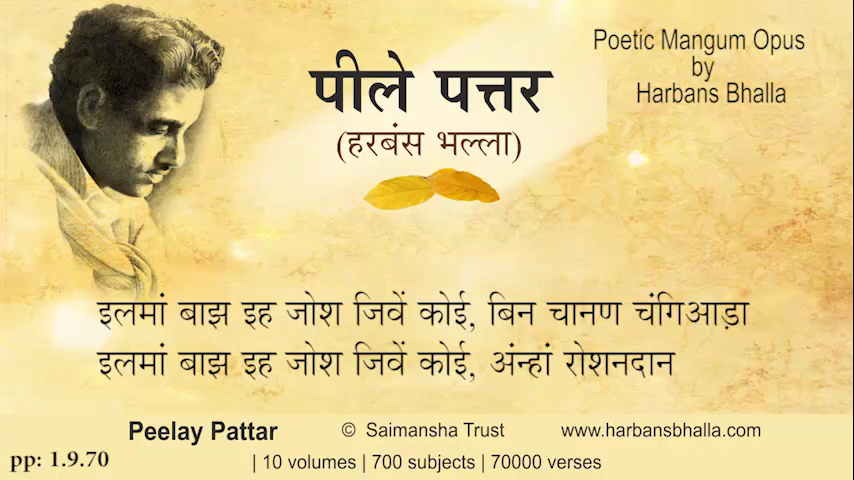 Poetic Mangum Opus
by
Harbans Bhalla
पीले पत्तर
(हरबंस भल्ला)
इलमां बाझ इह जोश जिवें कोई, बिन चानण चंगिआड़ा
इलमां बाझ इह जोश जिवें कोई, अंन्हां रोशनदान
Peelay Pattar © Saimansha Trust www.harbansbhalla.com
pp: 1.9.70 | 10 volumes | 700 subjects | 70000 verses